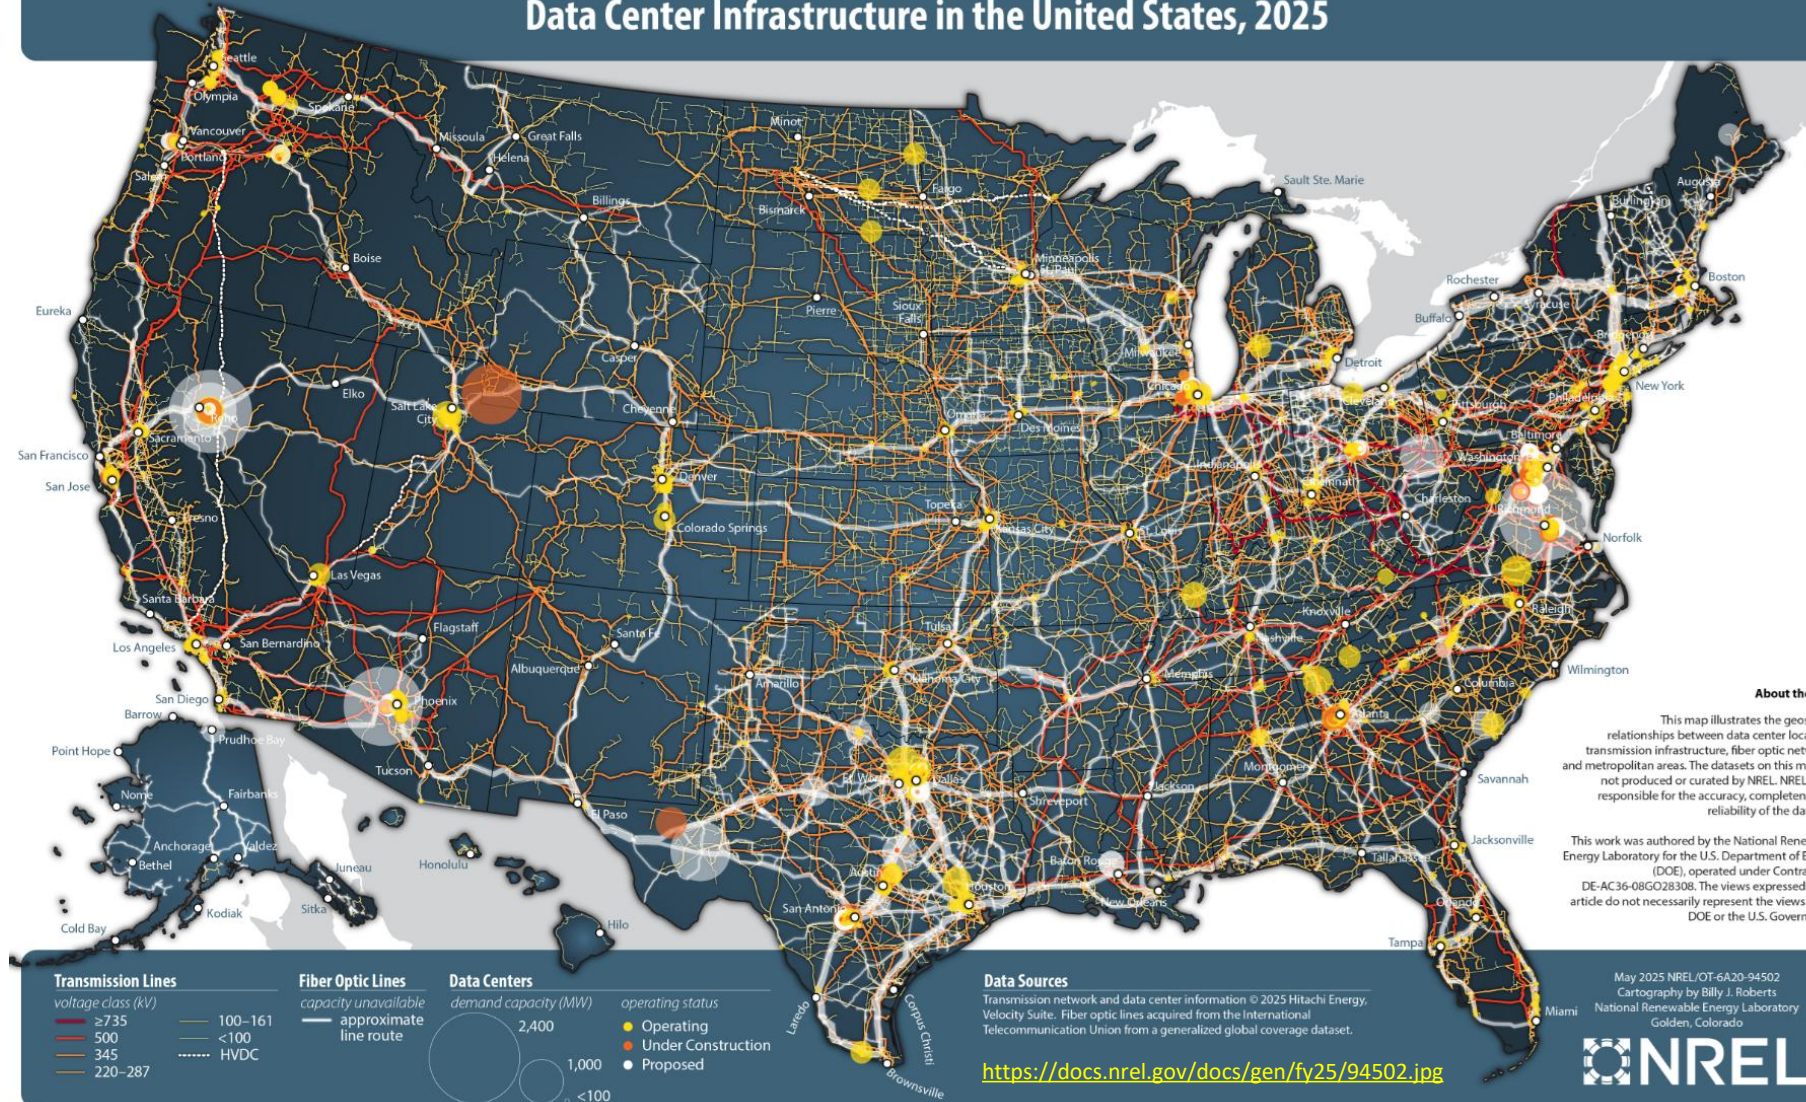 Data Center Infrastructure in the United States, 2025
Seattle
Olympia
Spokane
Vancouver
Portland
Salem
Missoula
Great Falls
Helena
Billings
Boise
Minot
Bismarck
Fargo
Minneapolis
St. Paul
Sault Ste. Marie
Augusta
Burlington
Boston
Rochester
Syracuse
Buffalo
Bridgeport
New York
Eureka
Pierre
Sioux
Falls
Casper
Milwaukee
Detroit
Chicago
Cleveland
Pittsburgh
Philadelphia
Baltimore
Washington
Reno
Elko
Salt Lake
City
Cheyenne
Omaha
Des Moines
Sacramento
San Francisco
San Jose
Fresno
Denver
Colorado Springs
Topeka
Kansas City
St. Louis
Indianapolis
Cincinnati
Charleston
Richmond
Norfolk
Las Vegas
Santa Barbara
Los Angeles
San Bernardino
Flagstaff
Santa Fe
Albuquerque
Amarillo
Tulsa
Oklahoma City
Memphis
Nashville
Knoxville
Raleigh
Wilmington
Columbia
San Diego
Phoenix
Tucson
El Paso
Ft. Worth
Dallas
Shreveport
Jackson
Montgomery
Atlanta
Savannah
Barrow
Prudhoe Bay
Point Hope
Nome
Fairbanks
Anchorage
Valdez
Bethel
Juneau
Sitka
Kodiak
Cold Bay
Honolulu
Hilo
Austin
San Antonio
Houston
Baton Rouge
New Orleans
Tallahassee
Jacksonville
Orlando
Tampa
Miami
Laredo
Corpus Christi
Brownsville
About the
This map illustrates the geos
relationships between data center loca
transmission infrastructure, fiber optic net
and metropolitan areas. The datasets on this m
not produced or curated by NREL. NREL
responsible for the accuracy, completen
reliability of the da
This work was authored by the National Rene
Energy Laboratory for the U.S. Department of E
(DOE), operated under Contra
DE-AC36-08GO28308. The views expressed
article do not necessarily represent the views
DOE or the U.S. Govern
Transmission Lines
voltage class (kV)
≥735
500
345
220–287
100–161
<100
HVDC
Fiber Optic Lines
capacity unavailable
approximate
line route
Data Centers
demand capacity (MW)
2,400
1,000
<100
operating status
Operating
Under Construction
Proposed
Data Sources
Transmission network and data center information © 2025 Hitachi Energy,
Velocity Suite. Fiber optic lines acquired from the International
Telecommunication Union from a generalized global coverage dataset.
https://docs.nrel.gov/docs/gen/fy25/94502.jpg
May 2025 NREL/OT-6A20-94502
Cartography by Billy J. Roberts
National Renewable Energy Laboratory
Golden, Colorado
NREL